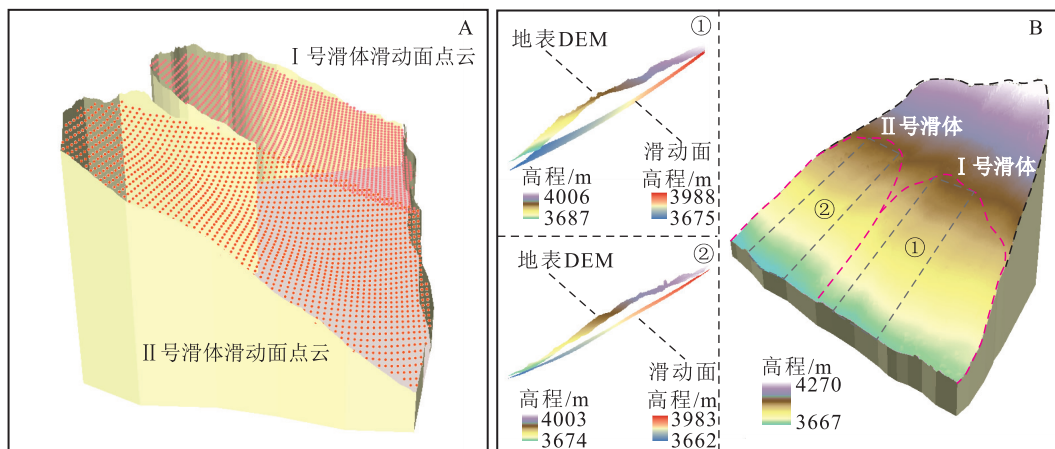 A
Ⅰ号滑体滑动面点云
Ⅱ号滑体滑动面点云
①
地表DEM
高程/m
4006
3687
滑动面
高程/m
3988
3675
②
地表DEM
高程/m
4003
3674
滑动面
高程/m
3983
3662
B
Ⅱ号滑体
Ⅰ号滑体
②
①
高程/m
4270
3667